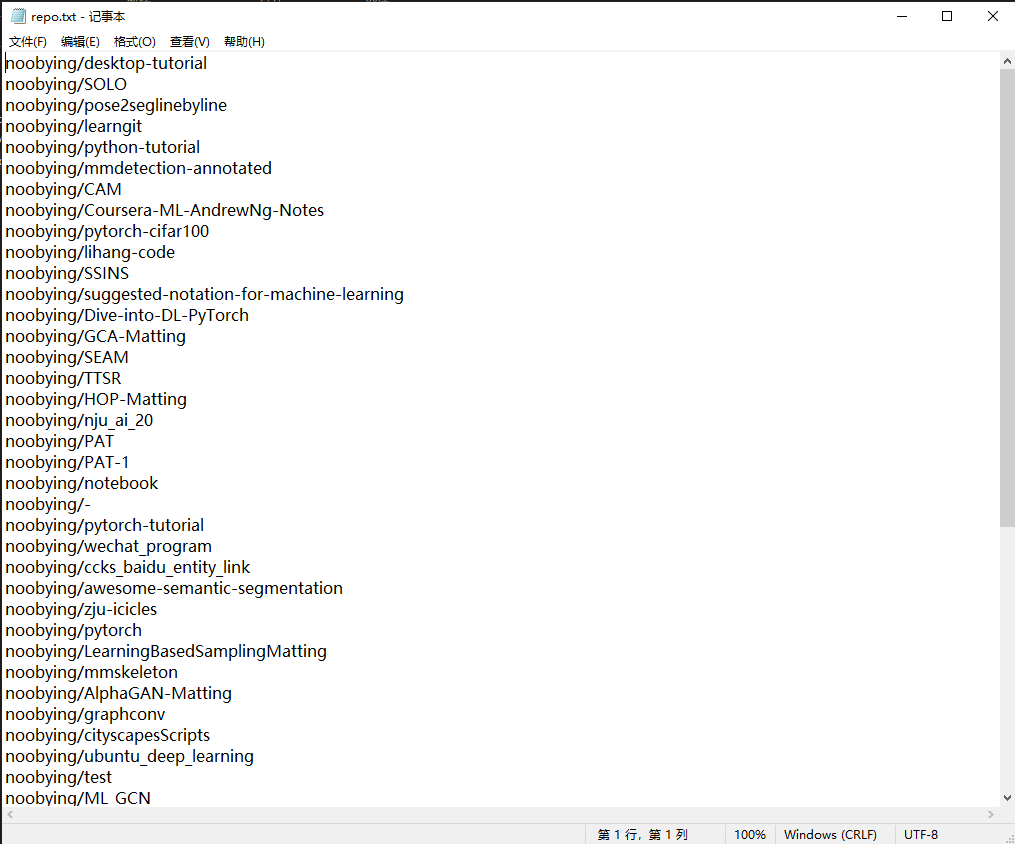 repo.txt - 记事本
文件(F) 编辑(E) 格式(O) 查看(V) 帮助(H)
noobying/desktop-tutorial
noobying/SOLO
noobying/pose2seglinebyline
noobying/learngit
noobying/python-tutorial
noobying/mmdetection-annotated
noobying/CAM
noobying/Coursera-ML-AndrewNg-Notes
noobying/pytorch-cifar100
noobying/lihang-code
noobying/SSINS
noobying/suggested-notation-for-machine-learning
noobying/Dive-into-DL-PyTorch
noobying/GCA-Matting
noobying/SEAM
noobying/TTSR
noobying/HOP-Matting
noobying/nju_ai_20
noobying/PAT
noobying/PAT-1
noobying/notebook
noobying/-
noobying/pytorch-tutorial
noobying/wechat_program
noobying/ccks_baidu_entity_link
noobying/awesome-semantic-segmentation
noobying/zju-icicles
noobying/pytorch
noobying/LearningBasedSamplingMatting
noobying/mmskeleton
noobying/AlphaGAN-Matting
noobying/graphconv
noobying/cityscapesScripts
noobying/ubuntu_deep_learning
noobying/test
noobying/ML_GCN
第 1 行，第 1 列 100% Windows (CRLF) UTF-8